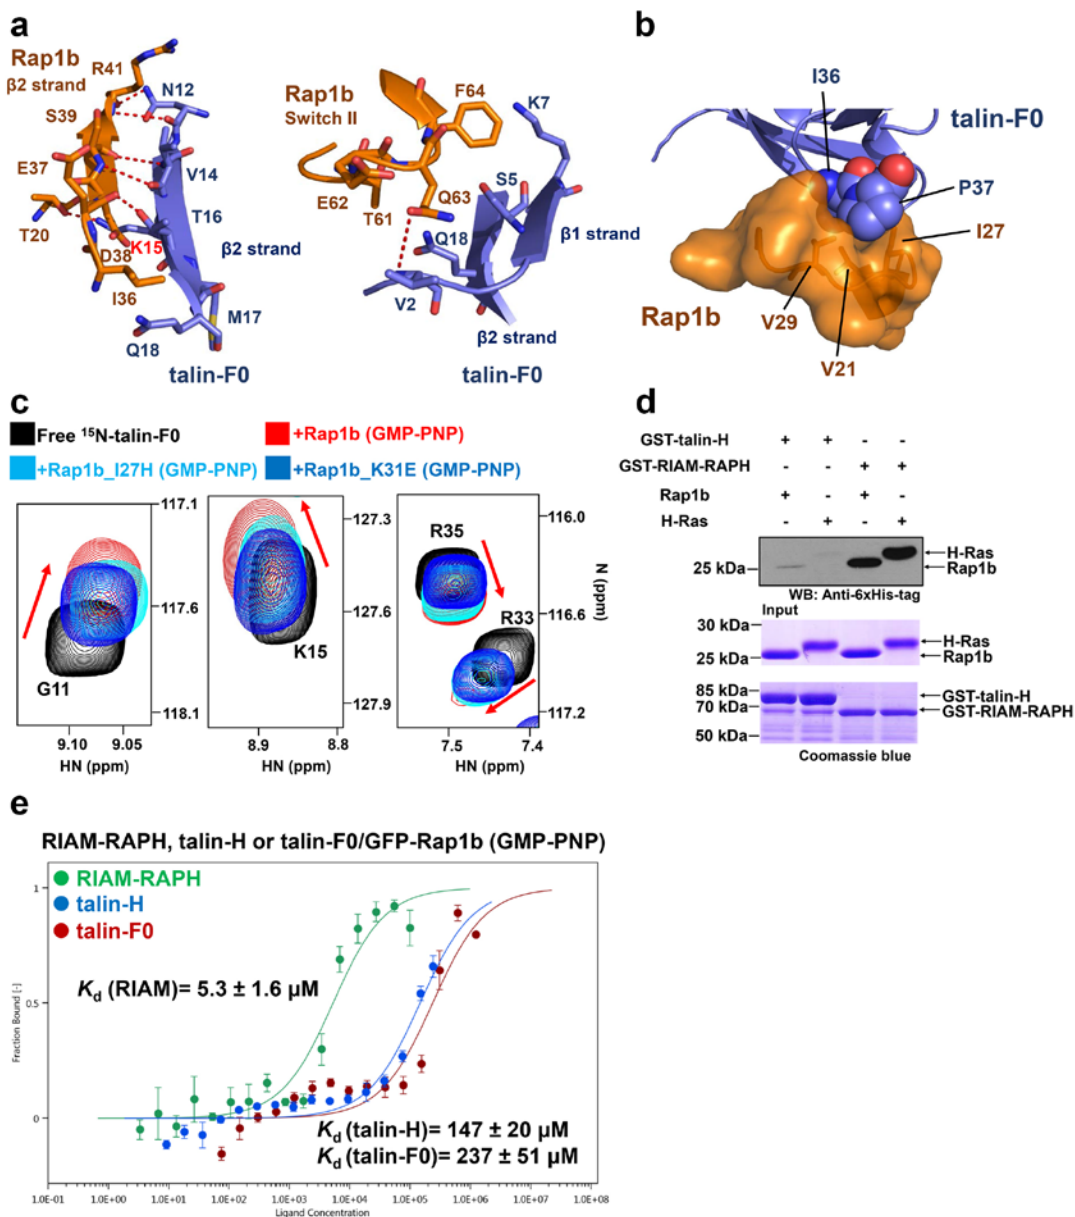 a
Rap1b
β2 strand
R41
N12
S39
E37
V14
T16
T20
K15
D38
β2 strand
I36
M17
Q18
talin-F0
Rap1b
Switch II
F64
K7
E62
T61
Q63
S5
Q18
β1 strand
V2
β2 strand
talin-F0
b
I36
talin-F0
P37
I27
Rap1b
V29
V21
c
Free ¹⁵N-talin-F0
+Rap1b (GMP-PNP)
+Rap1b_I27H (GMP-PNP)
+Rap1b_K31E (GMP-PNP)
117.1
117.6
118.1
G11
9.10 9.05
HN (ppm)
127.3
127.6
127.9
K15
8.9 8.8
HN (ppm)
R35
R33
116.0
116.6
117.2
N (ppm)
7.5 7.4
HN (ppm)
d
GST-talin-H + + - -
GST-RIAM-RAPH - - + +
Rap1b + - + -
H-Ras - + - +
25 kDa
H-Ras
Rap1b
WB: Anti-6xHis-tag
Input
30 kDa
25 kDa
H-Ras
Rap1b
85 kDa
70 kDa
50 kDa
GST-talin-H
GST-RIAM-RAPH
Coomassie blue
e
RIAM-RAPH, talin-H or talin-F0/GFP-Rap1b (GMP-PNP)
RIAM-RAPH
talin-H
talin-F0
Kd (RIAM)= 5.3 ± 1.6 µM
Kd (talin-H)= 147 ± 20 µM
Kd (talin-F0)= 237 ± 51 µM
Fraction Bound [-]
1
0.5
0
1.0E-01 1.0E+00 1.0E+01 1.0E+02 1.0E+03 1.0E+04 1.0E+05 1.0E+06 1.0E+07 1.0E+08
Ligand Concentration